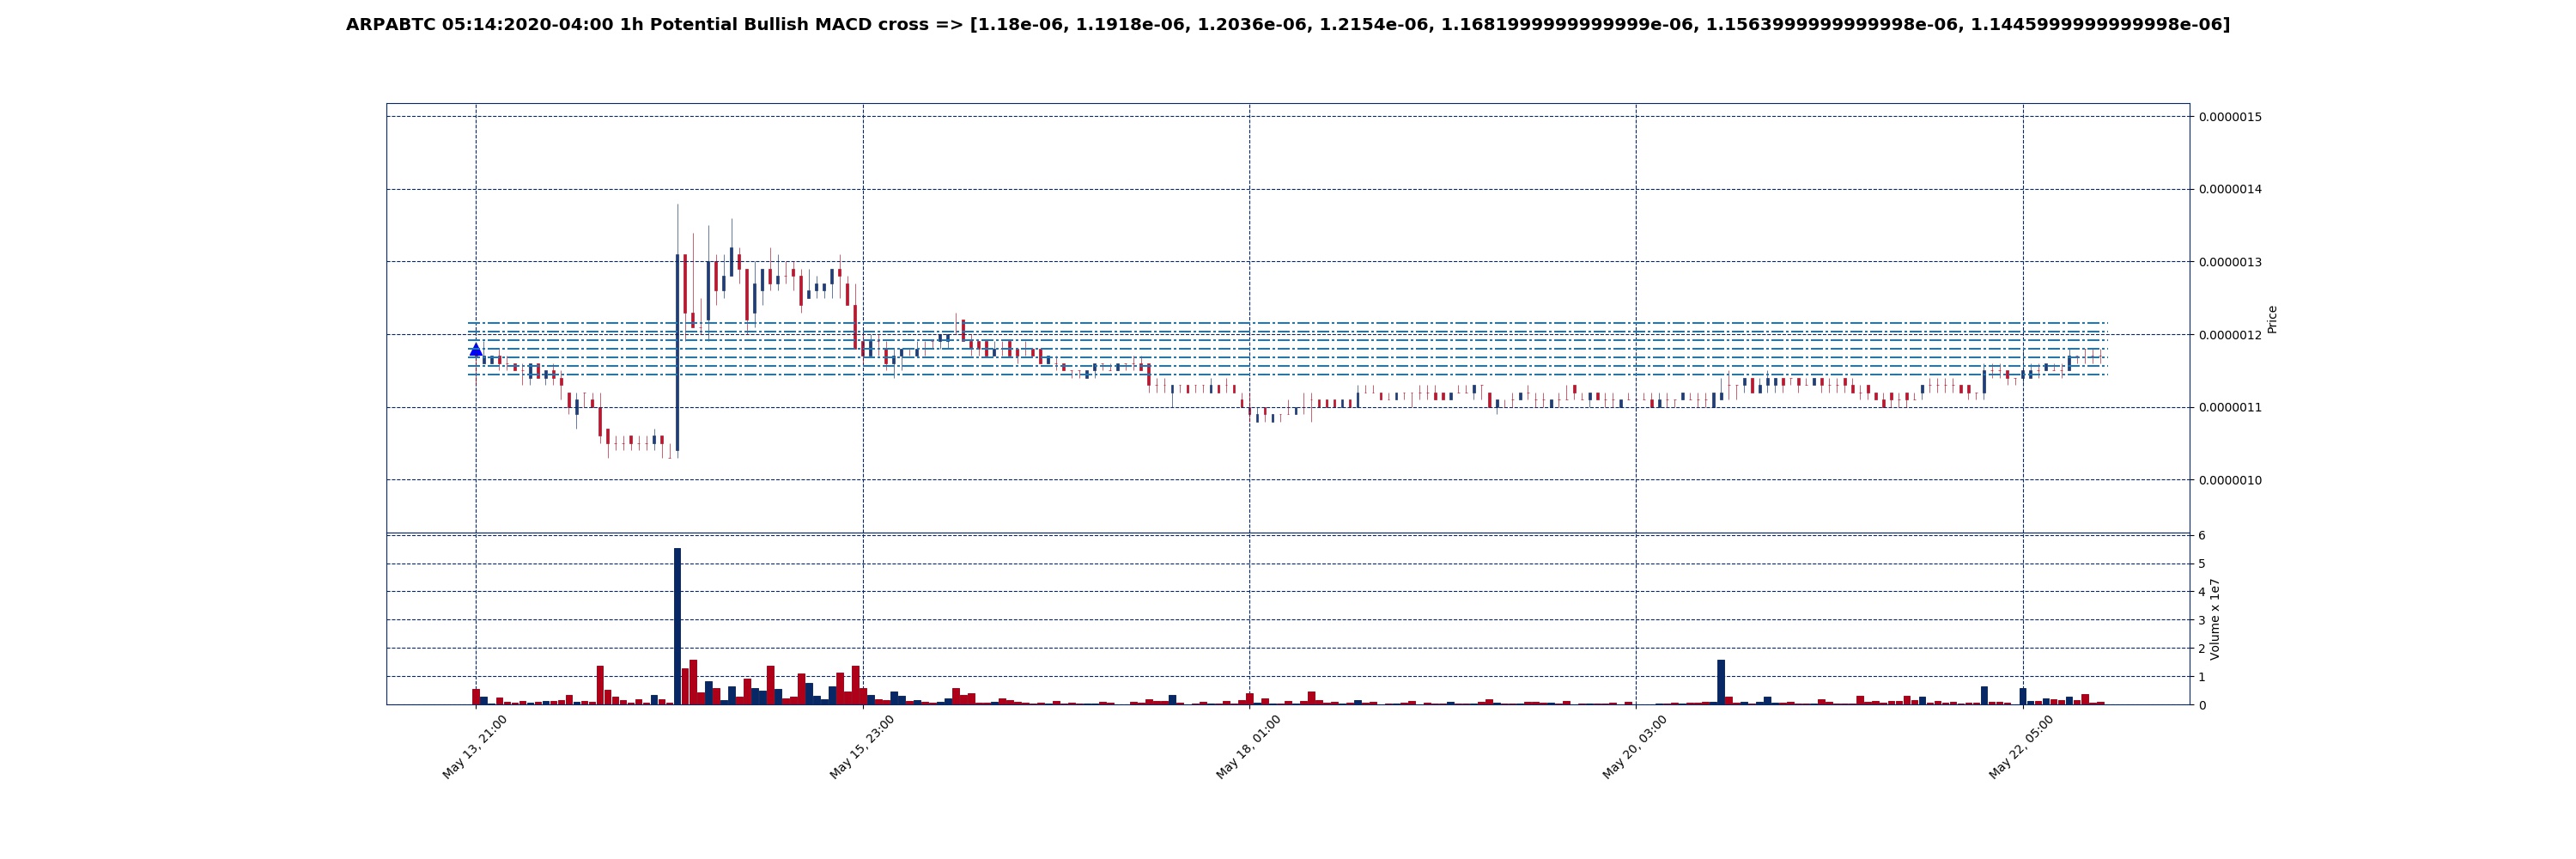 ARPABTC 05:14:2020-04:00 1h Potential Bullish MACD cross => [1.18e-06, 1.1918e-06, 1.2036e-06, 1.2154e-06, 1.1681999999999999e-06, 1.1563999999999998e-06, 1.1445999999999998e-06]
0.0000015
0.0000014
0.0000013
0.0000012
0.0000011
0.0000010
Price
6
5
4
3
2
1
0
Volume x 1e7
May 13, 21:00
May 15, 23:00
May 18, 01:00
May 20, 03:00
May 22, 05:00